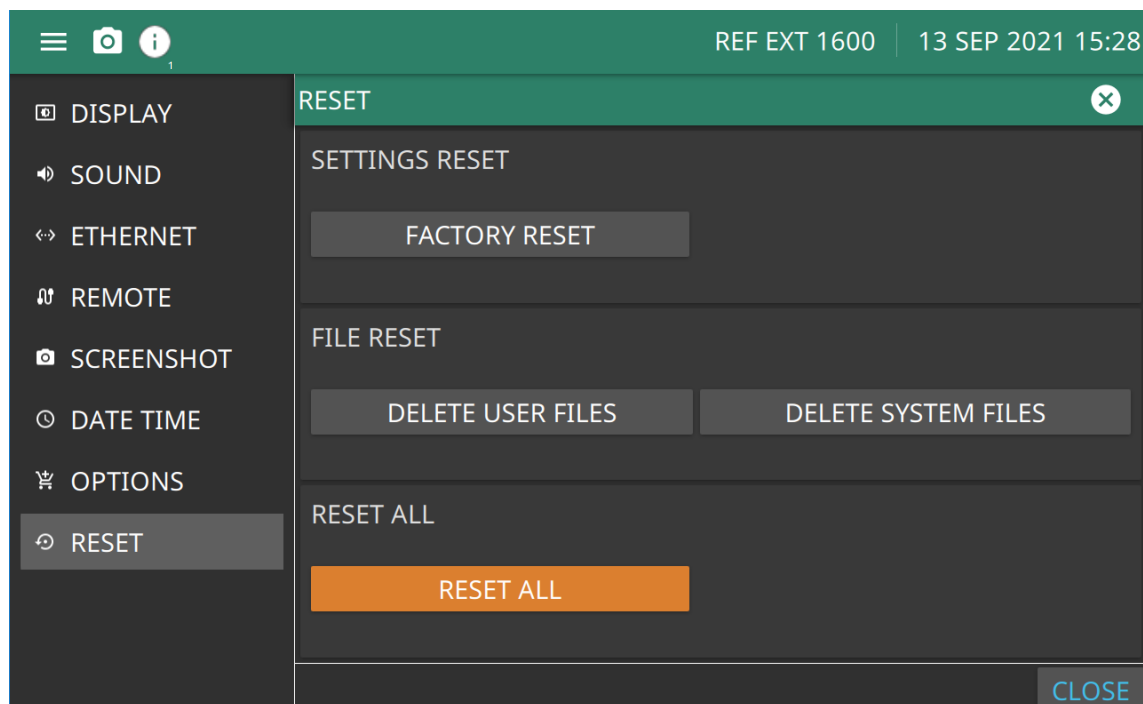 REF EXT 1600 13 SEP 2021 15:28
1
DISPLAY
SOUND
ETHERNET
REMOTE
SCREENSHOT
DATE TIME
OPTIONS
RESET
RESET
SETTINGS RESET
FACTORY RESET
FILE RESET
DELETE USER FILES DELETE SYSTEM FILES
RESET ALL
RESET ALL
CLOSE